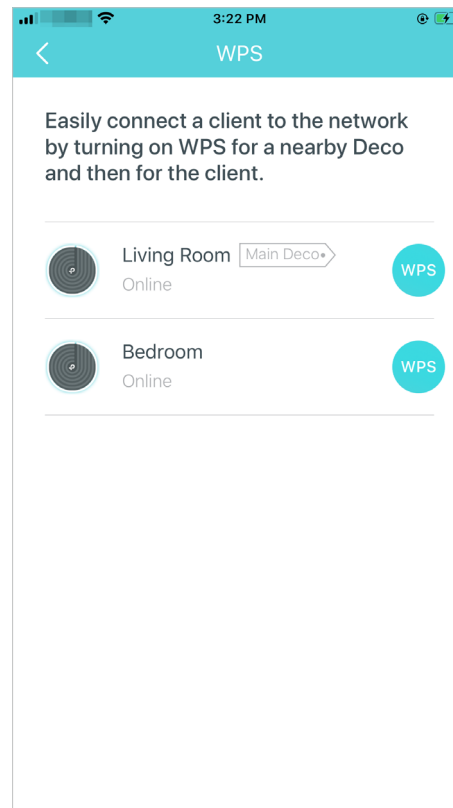 3:22 PM
WPS
Easily connect a client to the network
by turning on WPS for a nearby Deco
and then for the client.
Living Room Main Deco
Online
WPS
Bedroom
Online
WPS